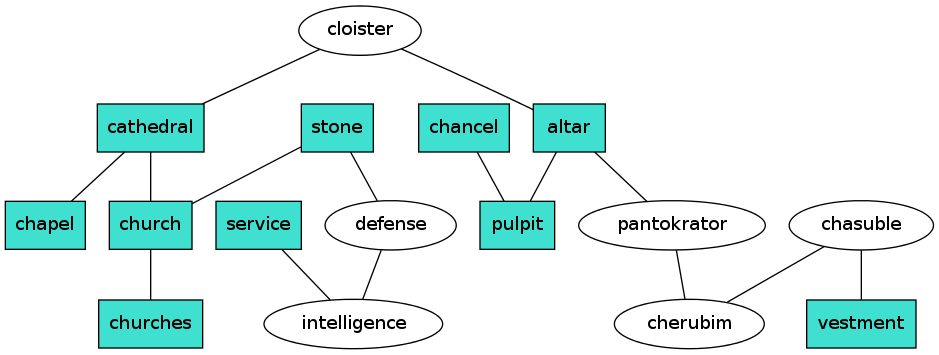 cloister
cathedral
stone
chancel
altar
chapel
church
service
defense
pulpit
pantokrator
chasuble
churches
intelligence
cherubim
vestment